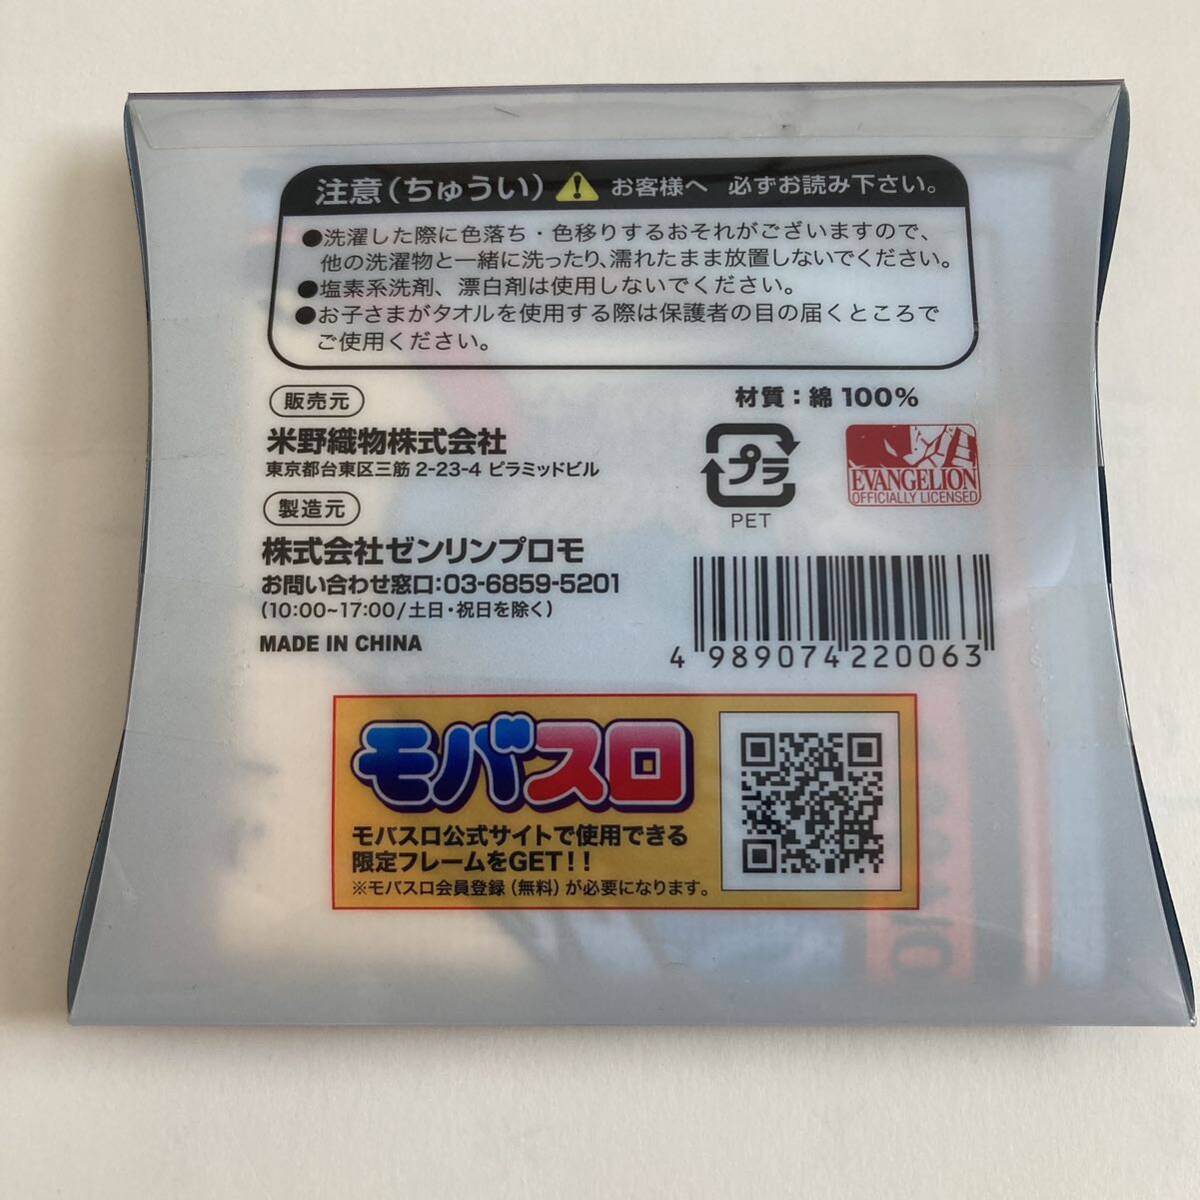 注意(ちゅうい) お客様へ 必ずお読み下さい。
●洗濯した際に色落ち・色移りするおそれがございますので、
他の洗濯物と一緒に洗ったり、濡れたまま放置しないでください。
●塩素系洗剤、漂白剤は使用しないでください。
●お子さまがタオルを使用する際は保護者の目の届くところで
ご使用ください。
販売元
米野織物株式会社
東京都台東区三筋 2-23-4 ピラミッドビル
製造元
株式会社ゼンリンプロモ
お問い合わせ窓口:03-6859-5201
(10:00~17:00/土日・祝日を除く)
MADE IN CHINA
材質:綿 100%
プラ
PET
EVANGELION
OFFICIALLY LICENSED
4 989074 220063
モバスロ
モバスロ公式サイトで使用できる
限定フレームをGET!!
※モバスロ会員登録(無料)が必要になります。